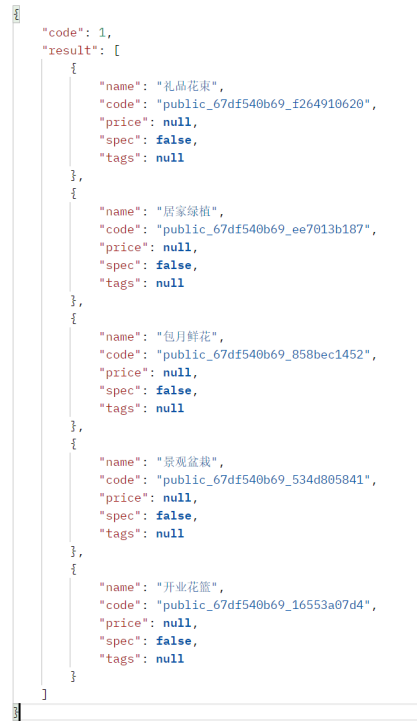 {
"code": 1,
"result": [
{
"name": "礼品花束",
"code": "public_67df540b69_f264910620",
"price": null,
"spec": false,
"tags": null
},
{
"name": "居家绿植",
"code": "public_67df540b69_ee7013b187",
"price": null,
"spec": false,
"tags": null
},
{
"name": "包月鲜花",
"code": "public_67df540b69_858bec1452",
"price": null,
"spec": false,
"tags": null
},
{
"name": "景观盆栽",
"code": "public_67df540b69_534d805841",
"price": null,
"spec": false,
"tags": null
},
{
"name": "开业花篮",
"code": "public_67df540b69_16553a07d4",
"price": null,
"spec": false,
"tags": null
}
]
}